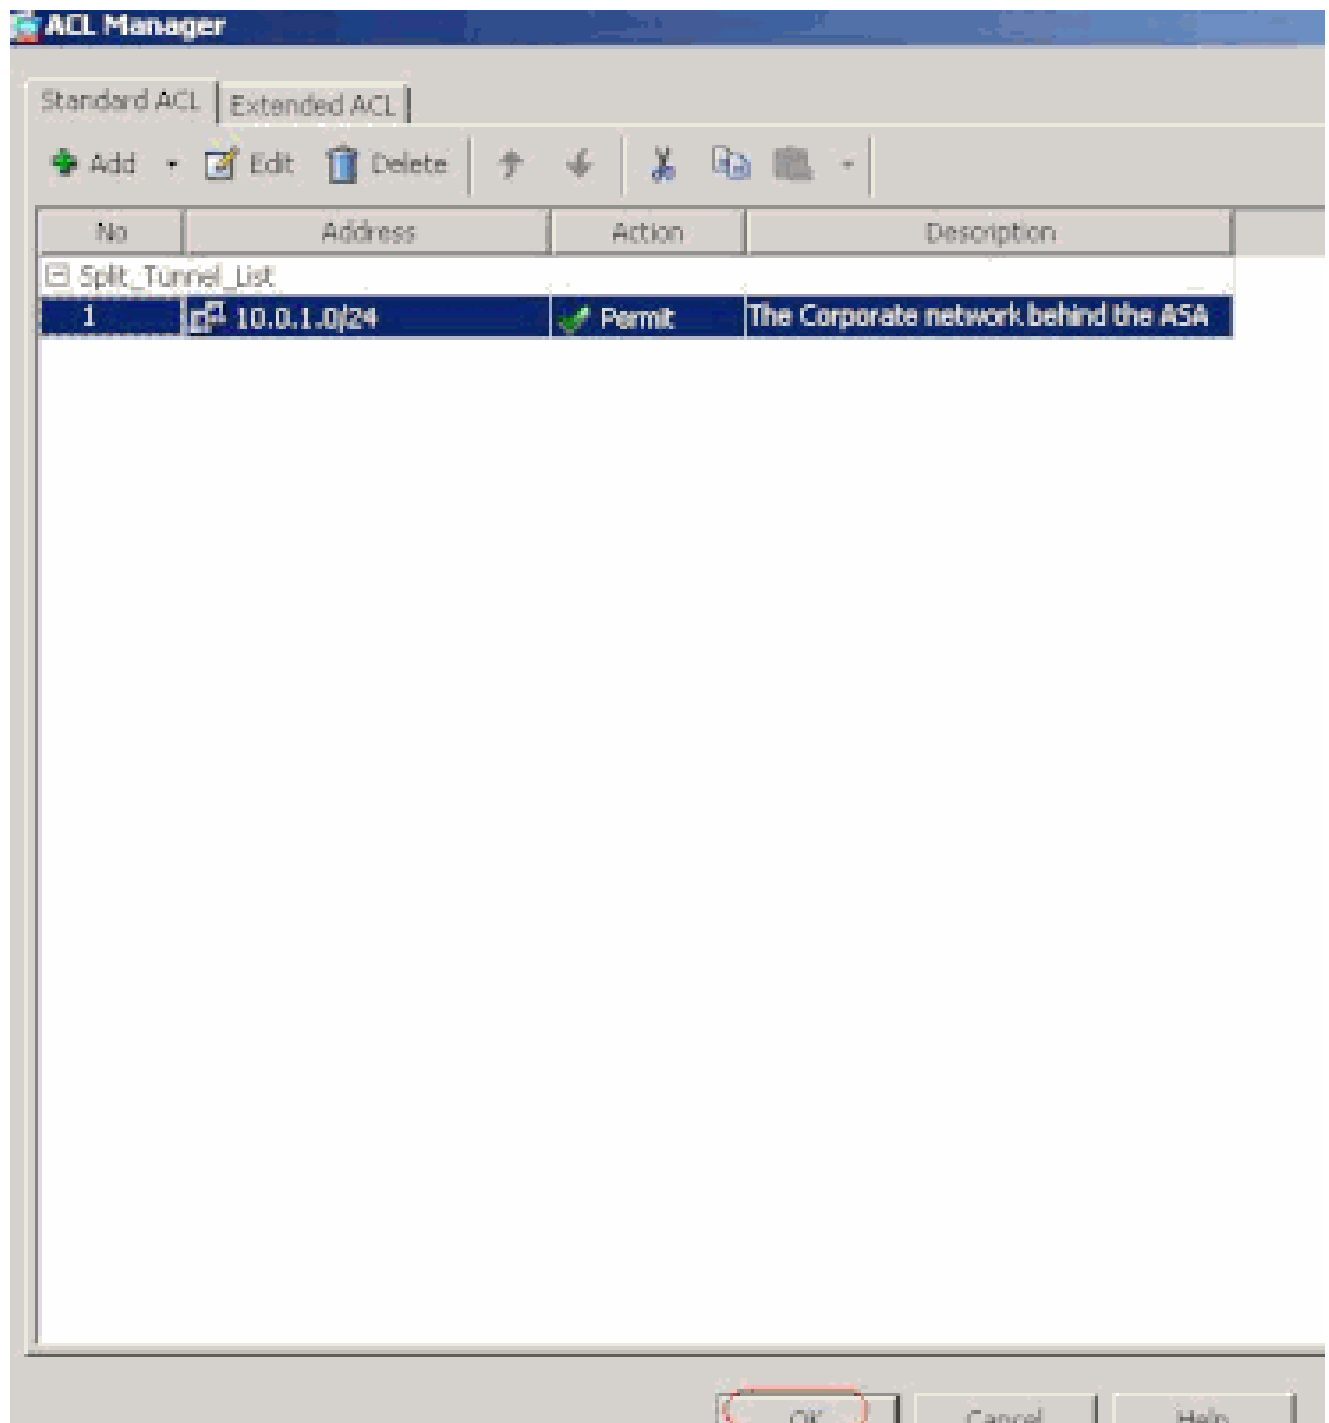 ACL Manager
Standard ACL Extended ACL
Add Edit Delete
No Address Action Description
Split_Tunnel_List
1 10.0.1.0/24 Permit The Corporate network behind the ASA
OK Cancel Help